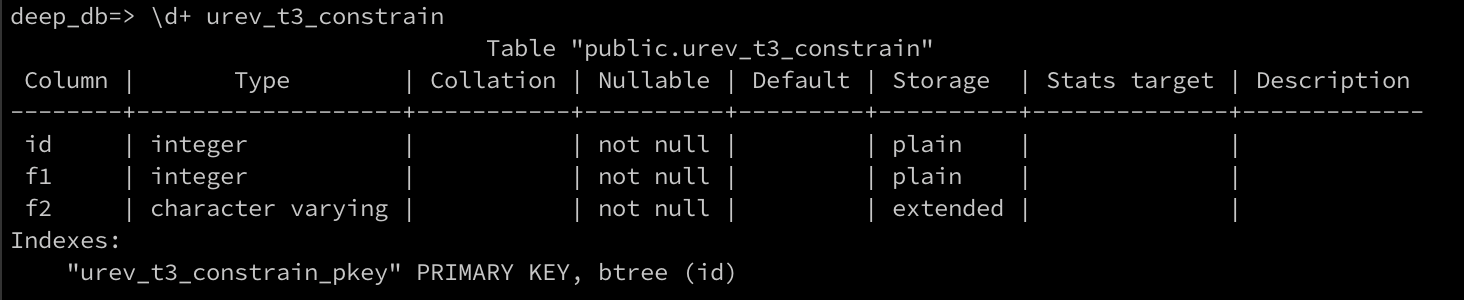 deep_db=> \d+ urev_t3_constrain
                                  Table "public.urev_t3_constrain"
 Column |       Type        | Collation | Nullable | Default | Storage  | Stats target | Description 
--------+-------------------+-----------+----------+---------+----------+--------------+-------------
 id     | integer           |           | not null |         | plain    |              | 
 f1     | integer           |           | not null |         | plain    |              | 
 f2     | character varying |           | not null |         | extended |              | 
Indexes:
    "urev_t3_constrain_pkey" PRIMARY KEY, btree (id)